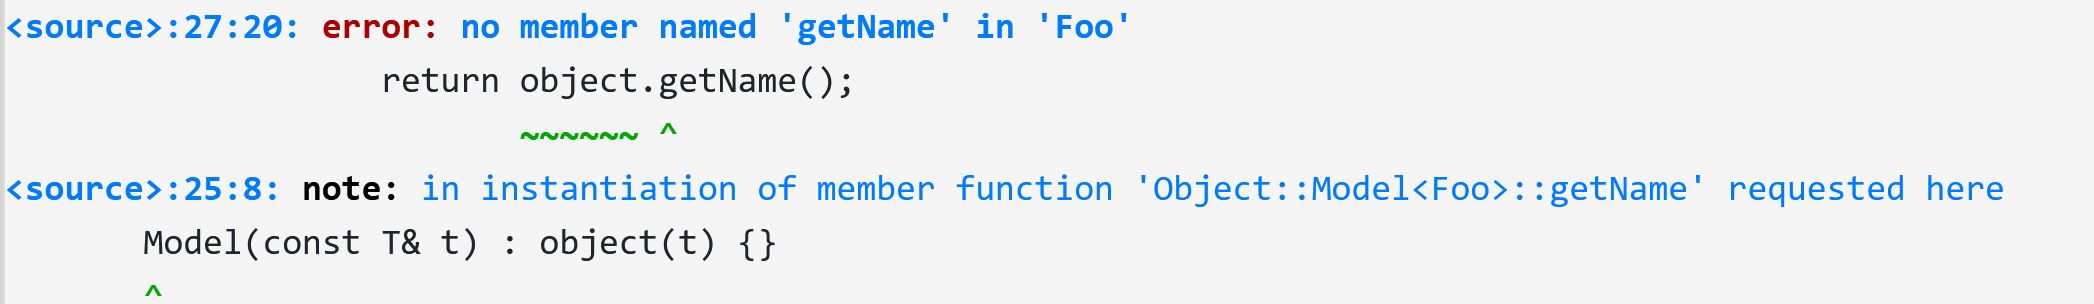 <source>:27:20: error: no member named 'getName' in 'Foo'
return object.getName();
~~~~~~ ^
<source>:25:8: note: in instantiation of member function 'Object::Model<Foo>::getName' requested here
Model(const T& t) : object(t) {}
^